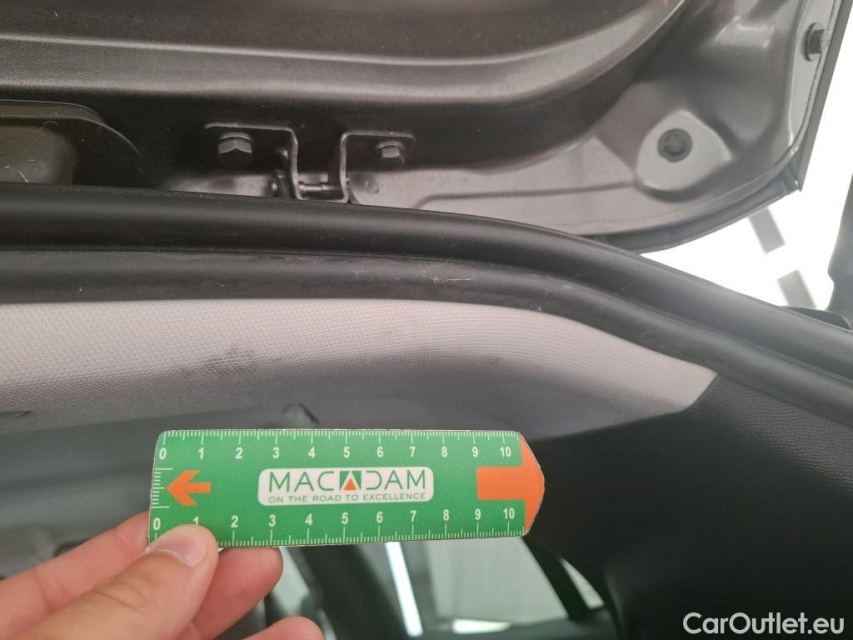 0 1 2 3 4 5 6 7 8 9 10
MACADAM
ON THE ROAD TO EXCELLENCE
0 1 2 3 4 5 6 7 8 9 10
CarOutlet.eu